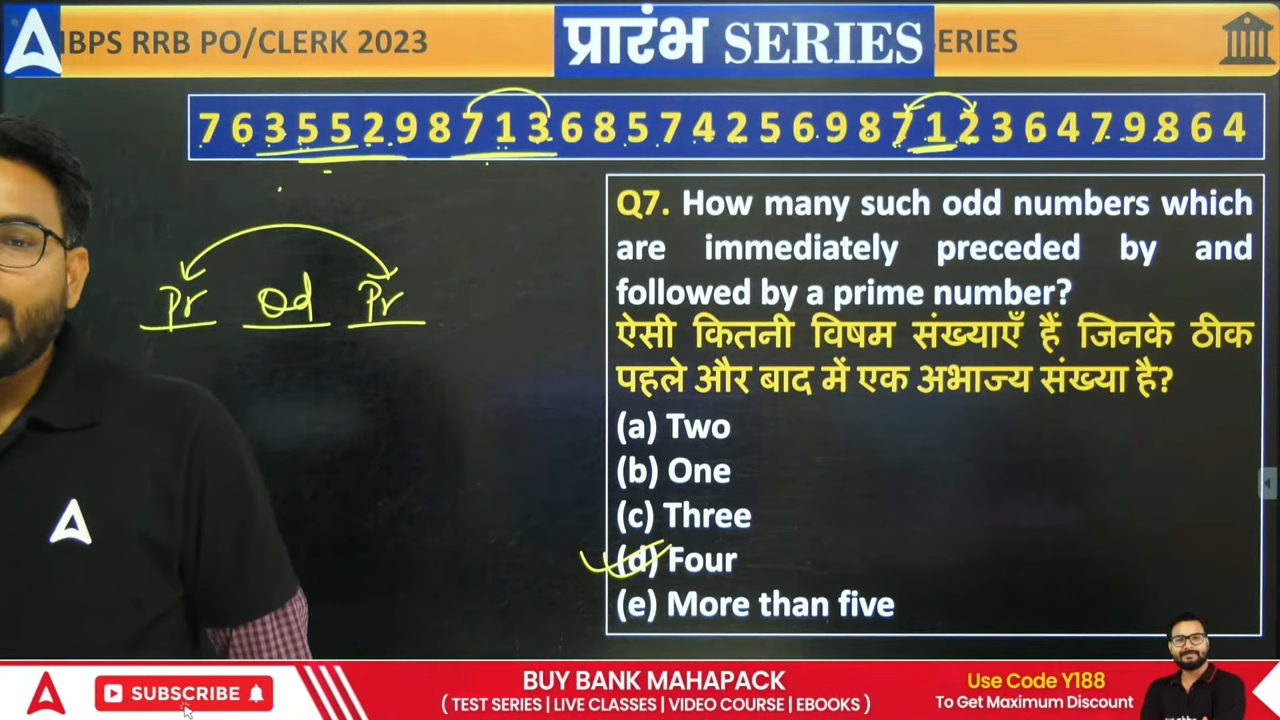 IBPS RRB PO/CLERK 2023
प्रारंभ SERIES
ERIES
7 6 3 5 5 2 9 8 7 1 3 6 8 5 7 4 2 5 6 9 8 7 1 2 3 6 4 7 9 8 6 4
Pr Od Pr
Q7. How many such odd numbers which
are immediately preceded by and
followed by a prime number?
ऐसी कितनी विषम संख्याएँ हैं जिनके ठीक
पहले और बाद में एक अभाज्य संख्या है?
(a) Two
(b) One
(c) Three
(d) Four
(e) More than five
SUBSCRIBE
BUY BANK MAHAPACK
( TEST SERIES | LIVE CLASSES | VIDEO COURSE | EBOOKS )
Use Code Y188
To Get Maximum Discount